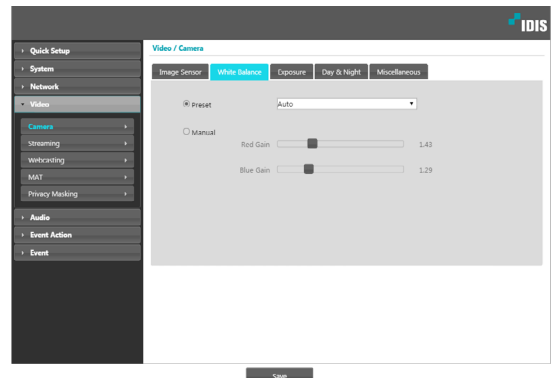 IDIS
Quick Setup
System
Network
Video
Camera
Streaming
Webcasting
MAT
Privacy Masking
Audio
Event Action
Event
Video / Camera
Image Sensor White Balance Exposure Day & Night Miscellaneous
Preset Auto
Manual
Red Gain 1.43
Blue Gain 1.29
Save